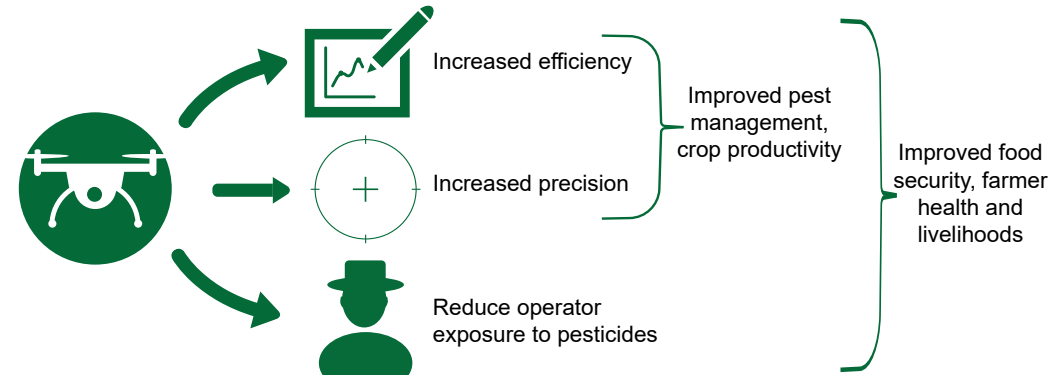 Increased efficiency
Increased precision
Reduce operator
exposure to pesticides
Improved pest
management,
crop productivity
Improved food
security, farmer
health and
livelihoods